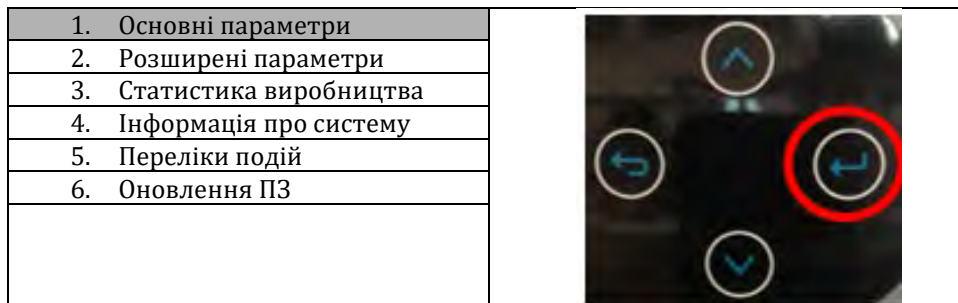 1. Основні параметри
2. Розширені параметри
3. Статистика виробництва
4. Інформація про систему
5. Переліки подій
6. Оновлення ПЗ